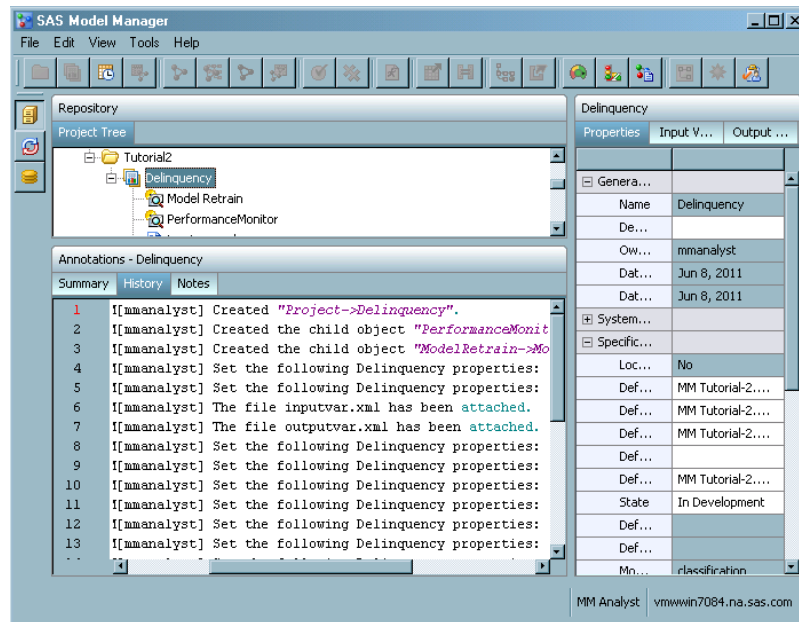 SAS Model Manager
File Edit View Tools Help
Repository
Project Tree
Tutorial2
Delinquency
Model Retrain
PerformanceMonitor
Annotations - Delinquency
Summary History Notes
1 [mmanalyst] Created "Project->Delinquency".
2 [mmanalyst] Created the child object "PerformanceMonit
3 [mmanalyst] Created the child object "ModelRetrain->Mo
4 [mmanalyst] Set the following Delinquency properties:
5 [mmanalyst] Set the following Delinquency properties:
6 [mmanalyst] The file inputvar.xml has been attached.
7 [mmanalyst] The file outputvar.xml has been attached.
8 [mmanalyst] Set the following Delinquency properties:
9 [mmanalyst] Set the following Delinquency properties:
10 [mmanalyst] Set the following Delinquency properties:
11 [mmanalyst] Set the following Delinquency properties:
12 [mmanalyst] Set the following Delinquency properties:
13 [mmanalyst] Set the following Delinquency properties:
Delinquency
Properties Input V... Output ...
Genera...
Name Delinquency
De...
Ow... mmanalyst
Dat... Jun 8, 2011
Dat... Jun 8, 2011
System...
Specific...
Loc... No
Def... MM Tutorial-2....
Def... MM Tutorial-2....
Def... MM Tutorial-2....
Def...
Def... MM Tutorial-2....
State In Development
Def...
Def...
Mo... classification
MM Analyst vmwwin7084.na.sas.com